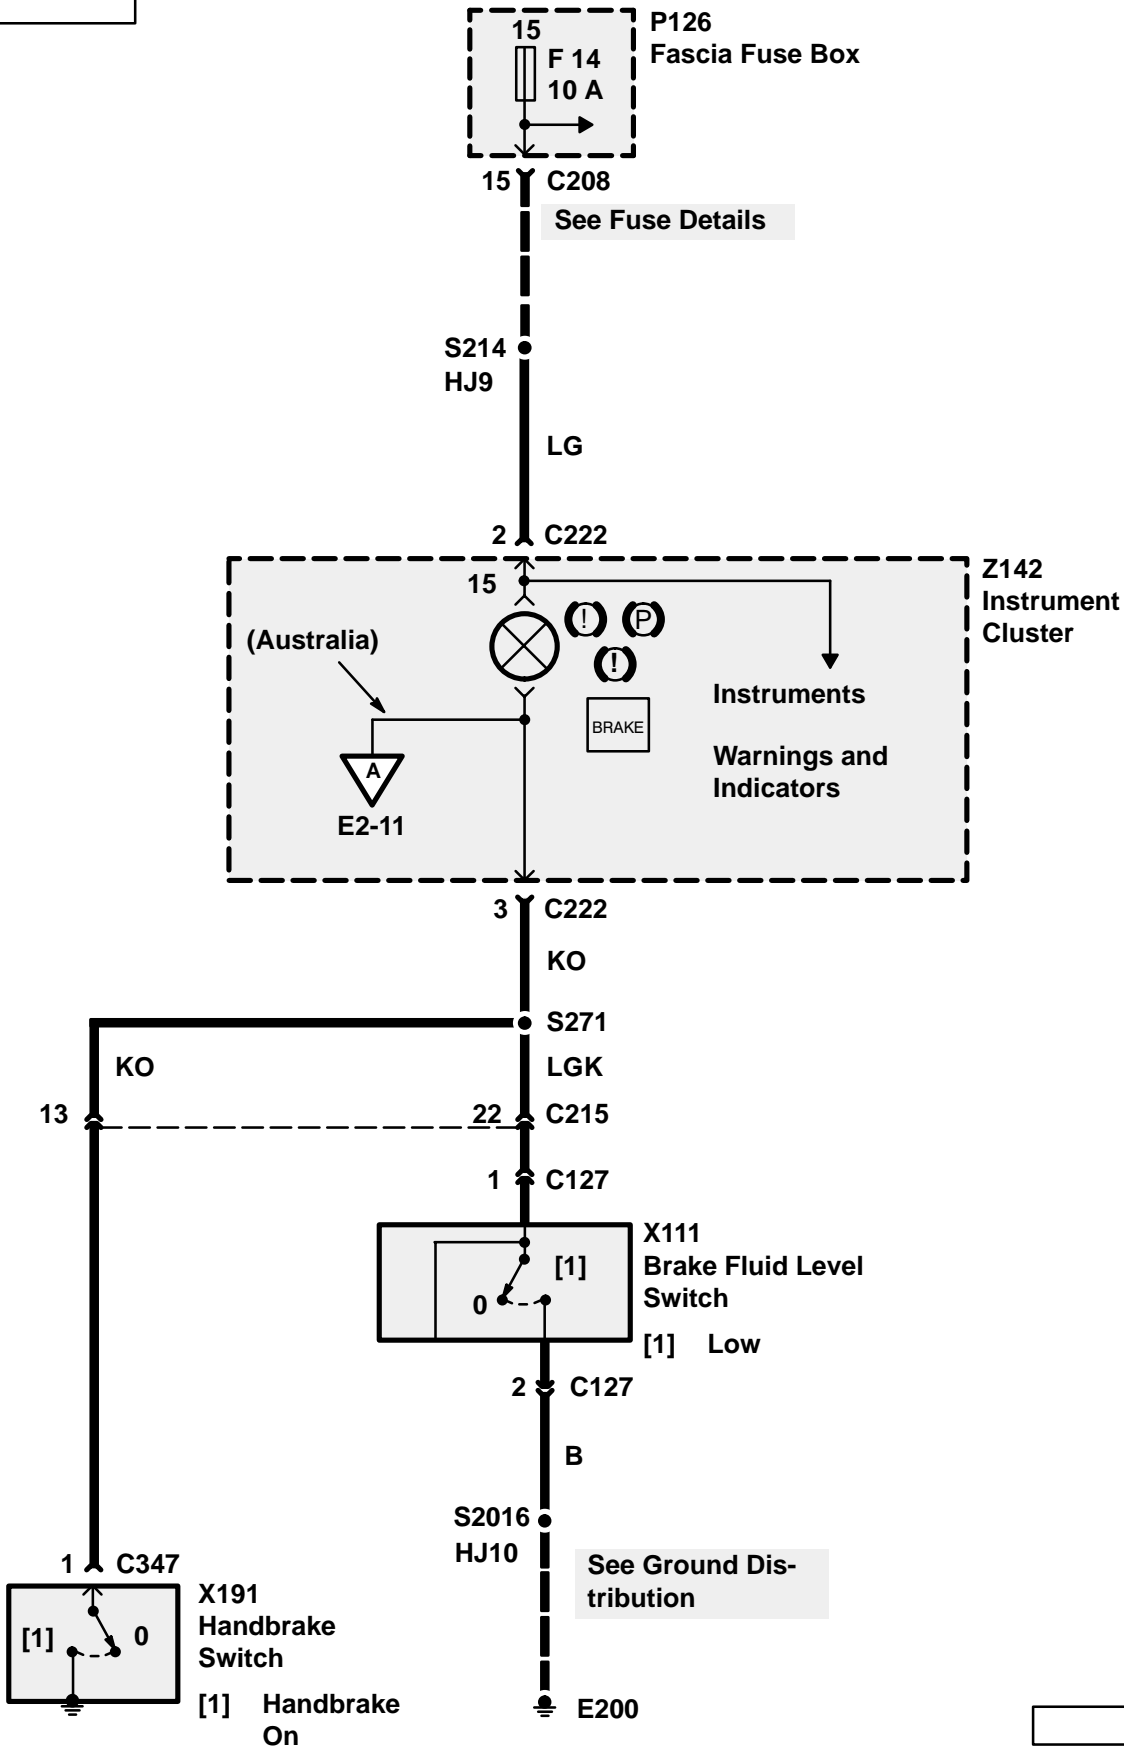 P126
Fascia Fuse Box
15
F 14
10 A
15 C208
See Fuse Details
S214
HJ9
LG
2 C222
Z142
Instrument
Cluster
15
(Australia)
! P
!
BRAKE
Instruments
Warnings and
Indicators
A
E2-11
3 C222
KO
S271
KO
LGK
13
22 C215
1 C127
X111
Brake Fluid Level
Switch
[1]
0
[1] Low
2 C127
B
S2016
HJ10
See Ground Dis-
tribution
1 C347
X191
Handbrake
Switch
[1] 0
[1] Handbrake
On
E200